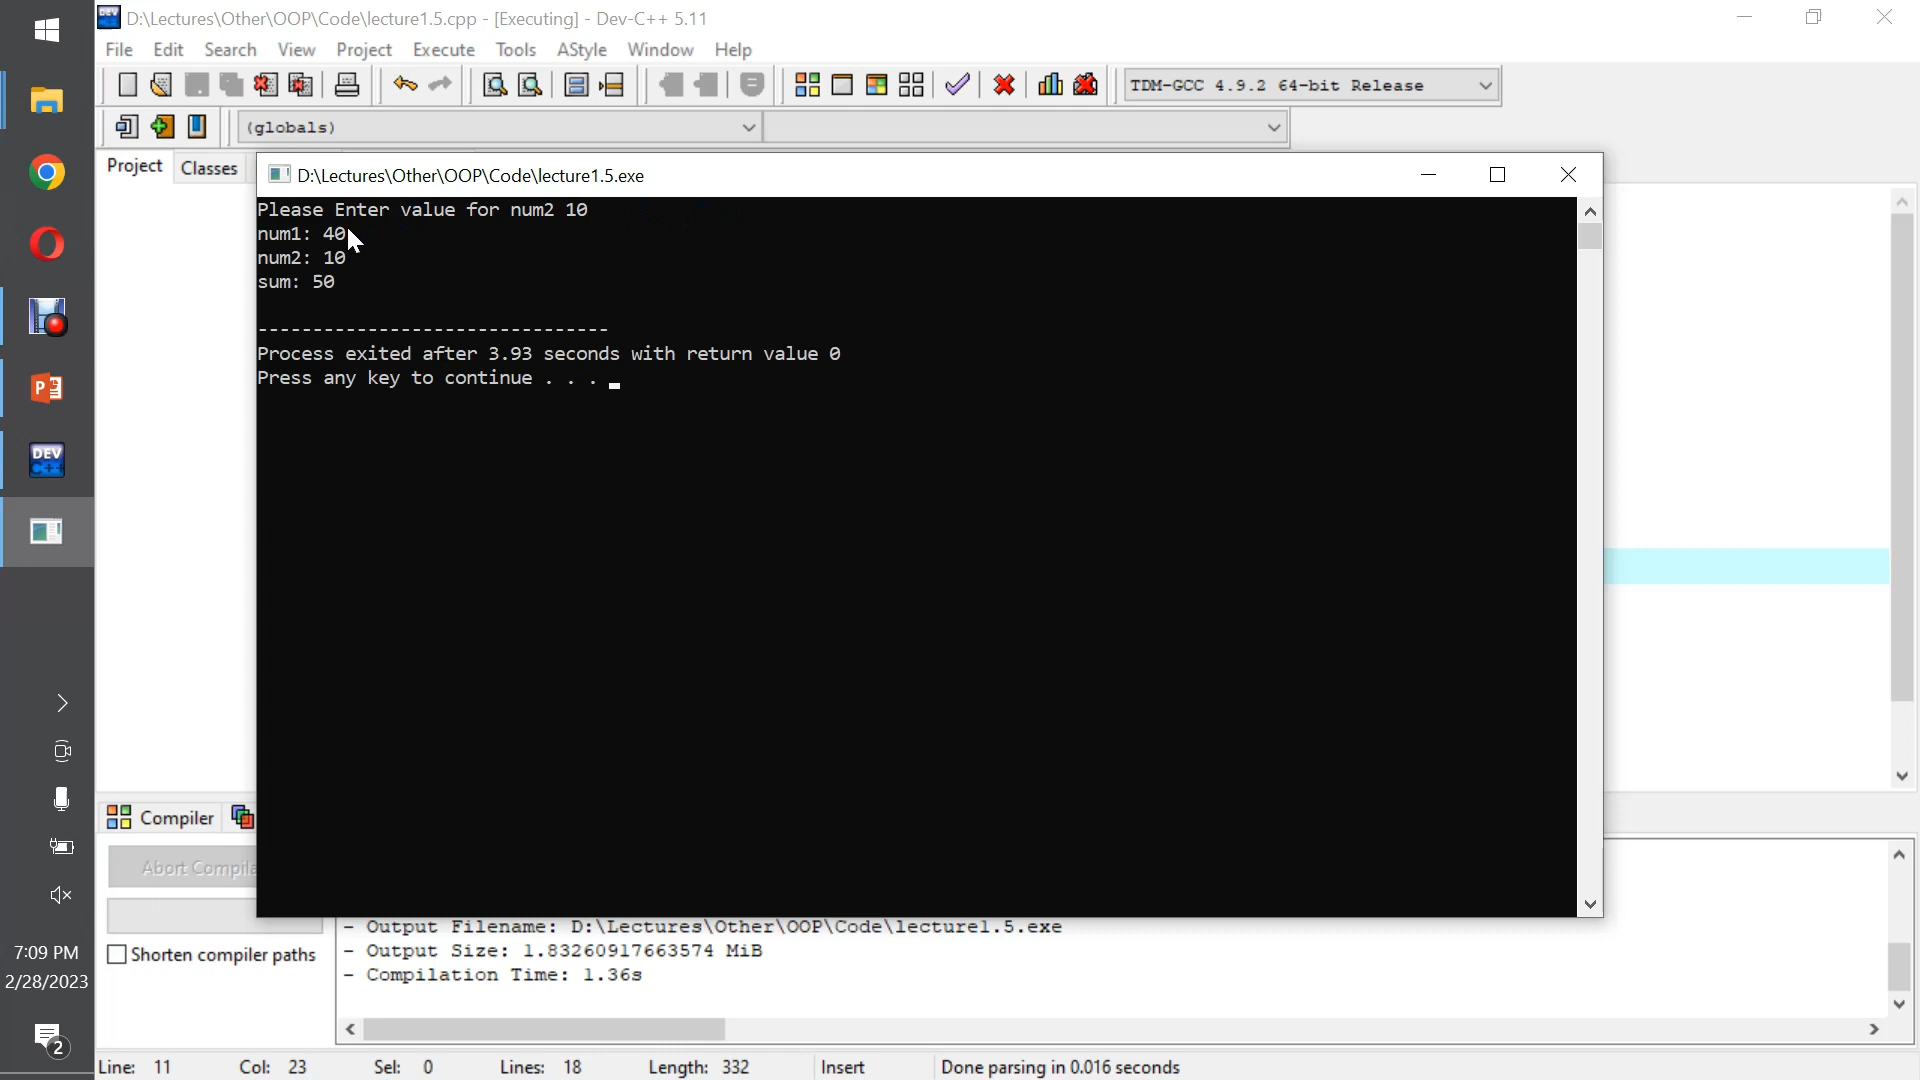 D:\Lectures\Other\OOP\Code\lecture1.5.cpp - [Executing] - Dev-C++ 5.11
File Edit Search View Project Execute Tools AStyle Window Help
TDM-GCC 4.9.2 64-bit Release
(globals)
Project Classes
D:\Lectures\Other\OOP\Code\lecture1.5.exe
Please Enter value for num2 10
num1: 40
num2: 10
sum: 50
--------------------------------
Process exited after 3.93 seconds with return value 0
Press any key to continue . . .
DEV C++
Compiler
Abort Compila
- Output Filename: D:\Lectures\Other\OOP\Code\lecture1.5.exe
- Output Size: 1.83260917663574 MiB
- Compilation Time: 1.36s
Shorten compiler paths
7:09 PM
2/28/2023
2
Line: 11 Col: 23 Sel: 0 Lines: 18 Length: 332 Insert Done parsing in 0.016 seconds